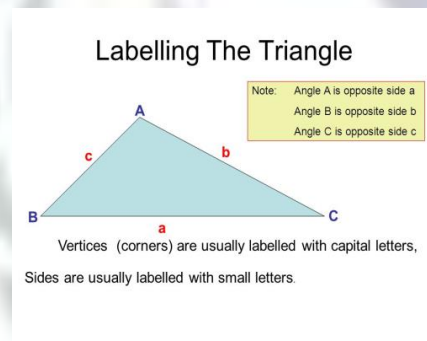 Labelling The Triangle
Note: Angle A is opposite side a
Angle B is opposite side b
Angle C is opposite side c
A
c
b
B
C
a
Vertices (corners) are usually labelled with capital letters,
Sides are usually labelled with small letters.